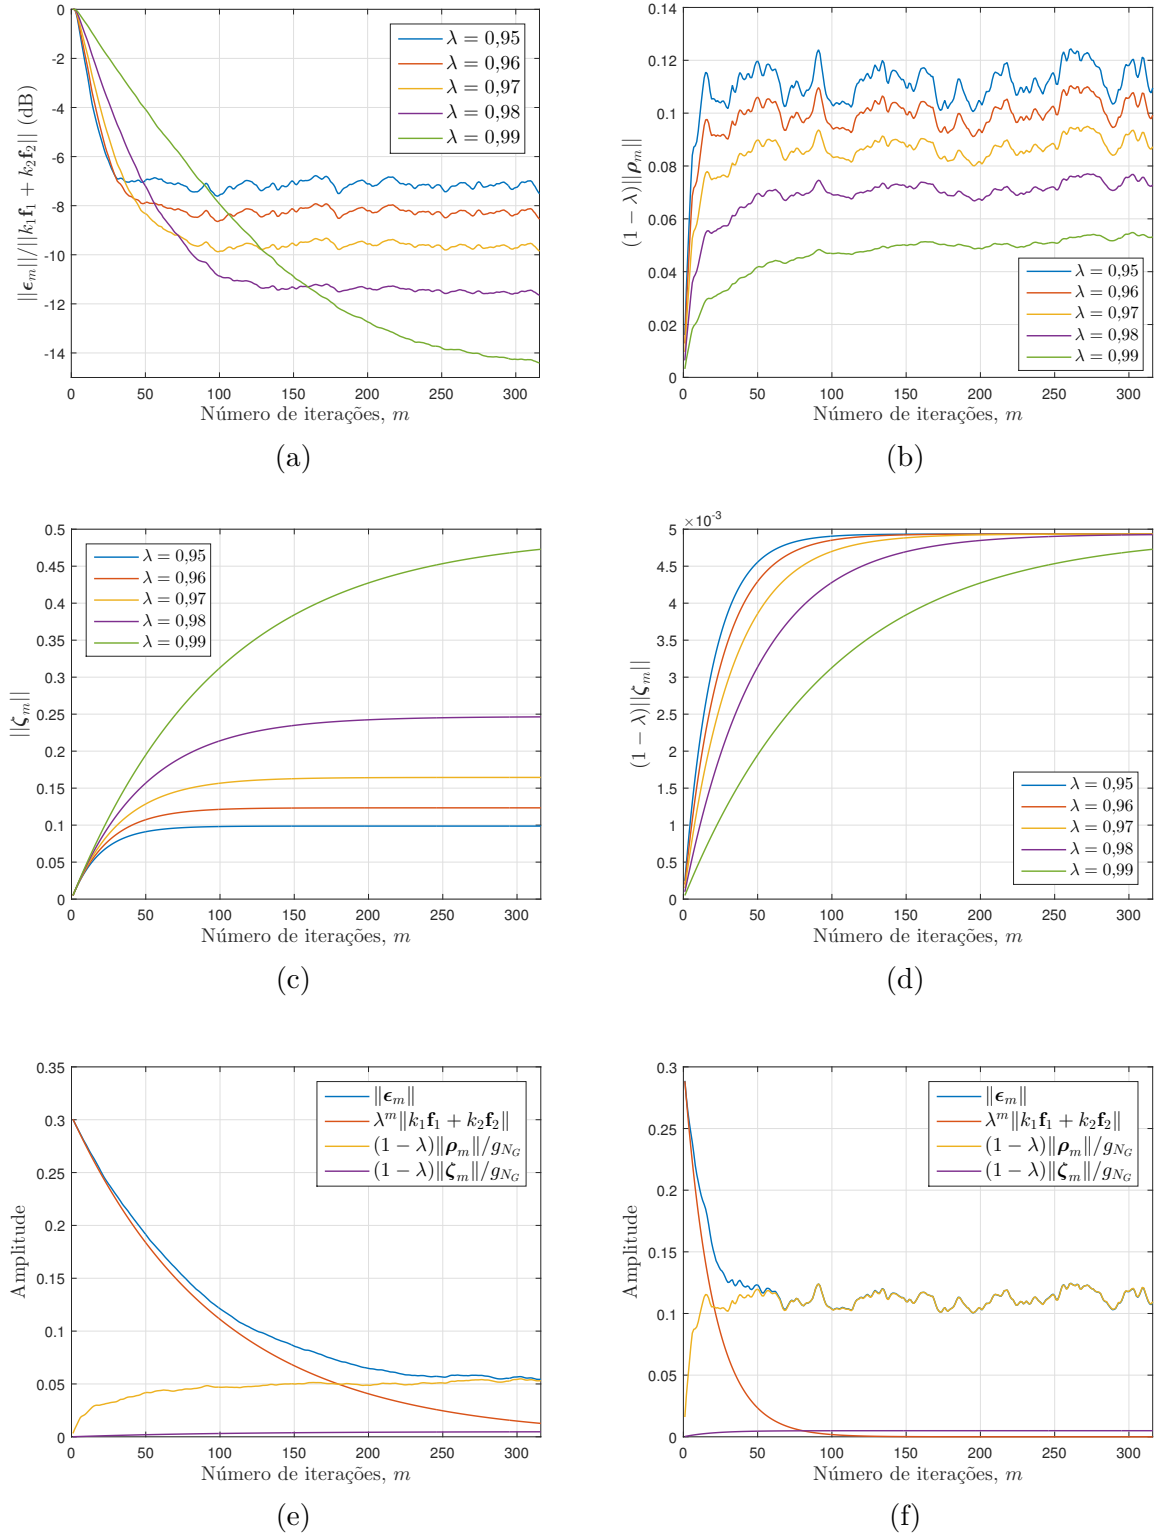 0
-2
-4
-6
-8
-10
-12
-14
0 50 100 150 200 250 300
||ϵ_m||/||k_1f_1 + k_2f_2|| (dB)
Número de iterações, m
λ = 0,95
λ = 0,96
λ = 0,97
λ = 0,98
λ = 0,99
(a)
0.14
0.12
0.1
0.08
0.06
0.04
0.02
0
0 50 100 150 200 250 300
(1 − λ)||ρ_m||
Número de iterações, m
λ = 0,95
λ = 0,96
λ = 0,97
λ = 0,98
λ = 0,99
(b)
0.5
0.45
0.4
0.35
0.3
0.25
0.2
0.15
0.1
0.05
0
0 50 100 150 200 250 300
||ζ_m||
Número de iterações, m
λ = 0,95
λ = 0,96
λ = 0,97
λ = 0,98
λ = 0,99
(c)
×10^-3
5
4.5
4
3.5
3
2.5
2
1.5
1
0.5
0
0 50 100 150 200 250 300
(1 − λ)||ζ_m||
Número de iterações, m
λ = 0,95
λ = 0,96
λ = 0,97
λ = 0,98
λ = 0,99
(d)
0.35
0.3
0.25
0.2
0.15
0.1
0.05
0
0 50 100 150 200 250 300
Amplitude
Número de iterações, m
‖ϵ_m‖
λ^m‖k_1f_1 + k_2f_2‖
(1 − λ)‖ρ_m‖/g_{N_G}
(1 − λ)‖ζ_m‖/g_{N_G}
(e)
0.3
0.25
0.2
0.15
0.1
0.05
0
0 50 100 150 200 250 300
Amplitude
Número de iterações, m
‖ϵ_m‖
λ^m‖k_1f_1 + k_2f_2‖
(1 − λ)‖ρ_m‖/g_{N_G}
(1 − λ)‖ζ_m‖/g_{N_G}
(f)